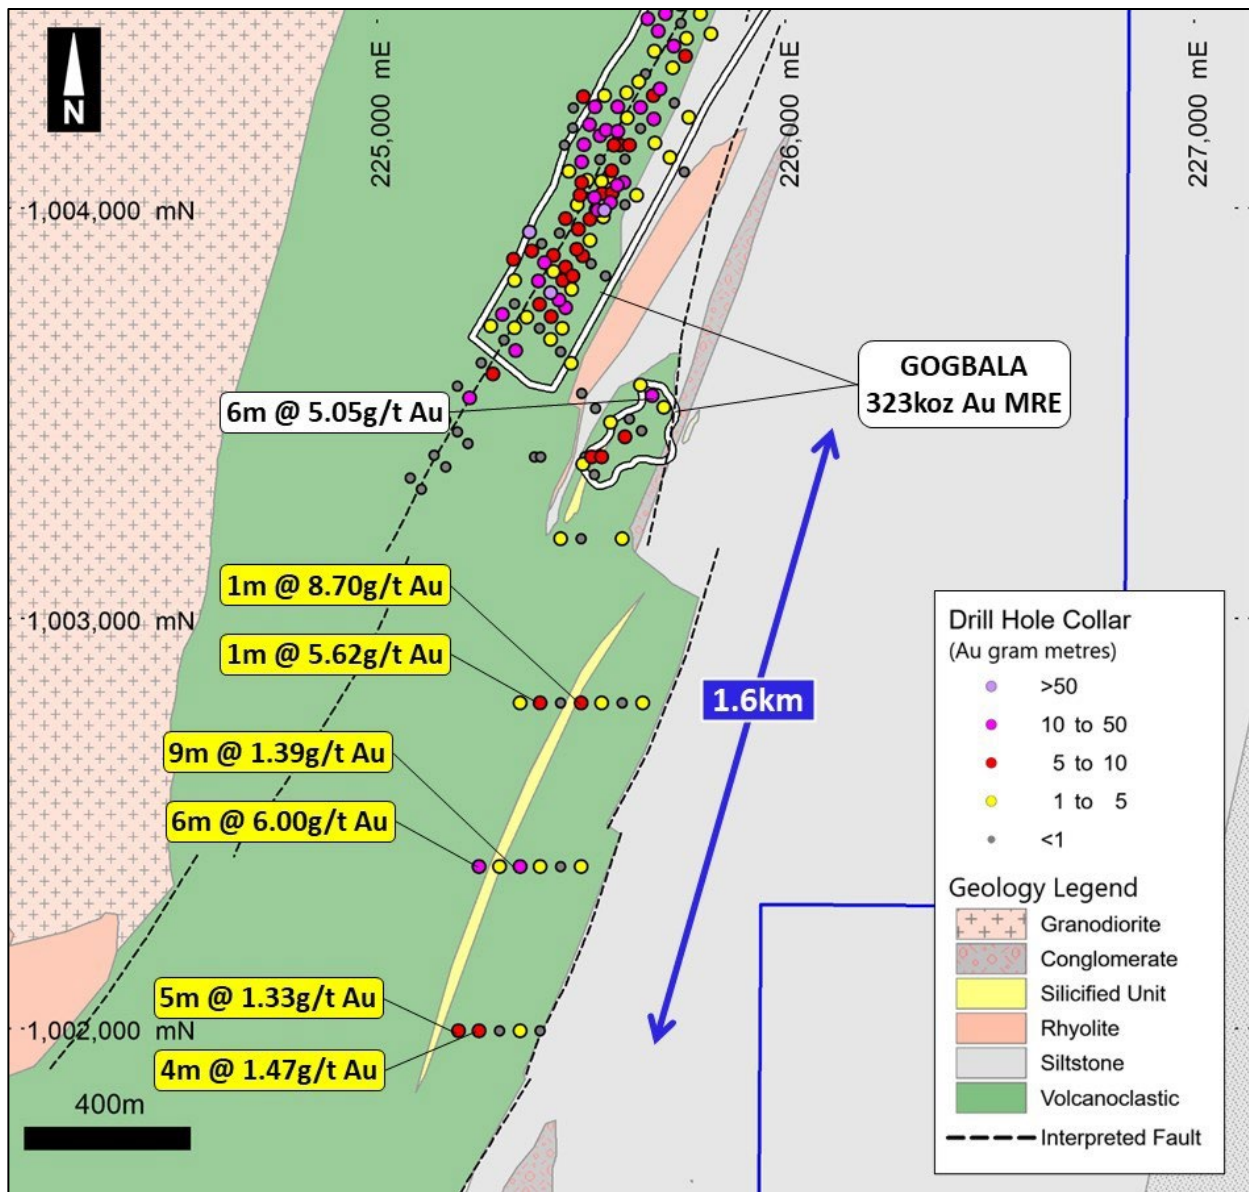 N
225,000 mE
226,000 mE
227,000 mE
1,004,000 mN
GOGBALA
323koz Au MRE
6m @ 5.05g/t Au
1m @ 8.70g/t Au
1,003,000 mN
1m @ 5.62g/t Au
1.6km
9m @ 1.39g/t Au
6m @ 6.00g/t Au
5m @ 1.33g/t Au
1,002,000 mN
4m @ 1.47g/t Au
400m
Drill Hole Collar
(Au gram metres)
>50
10 to 50
5 to 10
1 to 5
<1
Geology Legend
Granodiorite
Conglomerate
Silicified Unit
Rhyolite
Siltstone
Volcanoclastic
Interpreted Fault